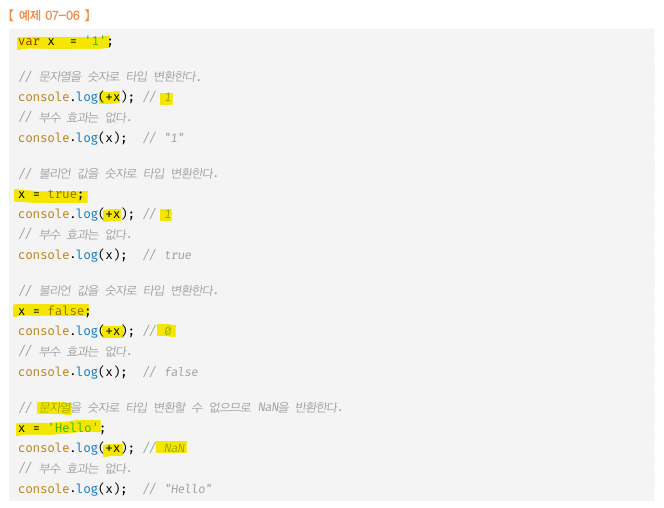 【 예제 07-06 】
var x  = '1';
// 문자열을 숫자로 타입 변환한다.
console.log(+x); // 1
// 부수 효과는 없다.
console.log(x);  // "1"
// 불리언 값을 숫자로 타입 변환한다.
x = true;
console.log(+x); // 1
// 부수 효과는 없다.
console.log(x);  // true
// 불리언 값을 숫자로 타입 변환한다.
x = false;
console.log(+x); // 0
// 부수 효과는 없다.
console.log(x);  // false
// 문자열을 숫자로 타입 변환할 수 없으므로 NaN을 반환한다.
x = 'Hello';
console.log(+x); // NaN
// 부수 효과는 없다.
console.log(x);  // "Hello"